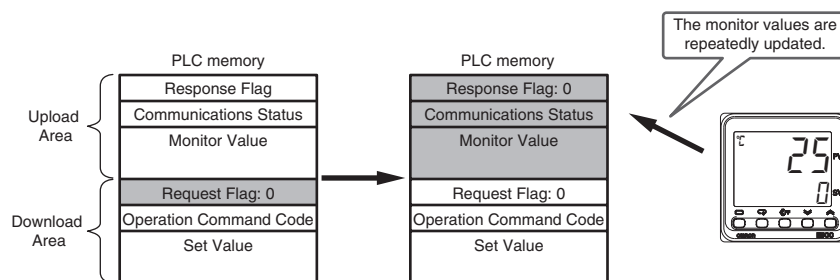 The monitor values are
repeatedly updated.
PLC memory
PLC memory
Response Flag
Communications Status
Monitor Value
Request Flag: 0
Operation Command Code
Set Value
Upload
Area
Download
Area
Response Flag: 0
Communications Status
Monitor Value
Request Flag: 0
Operation Command Code
Set Value
°C
25
0
omron